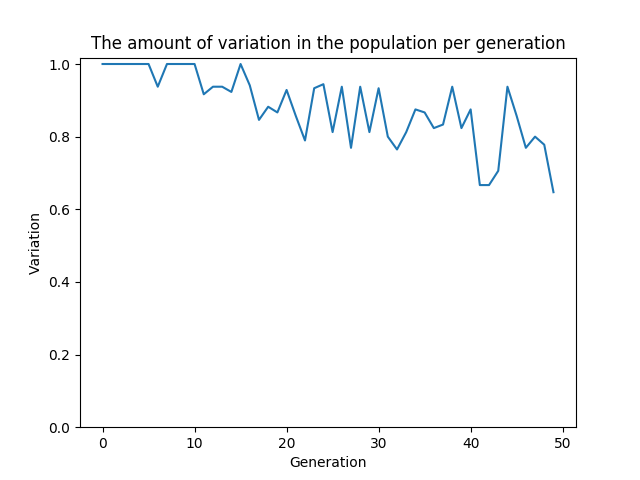 The amount of variation in the population per generation
1.0
0.8
0.6
0.4
0.2
0.0
Variation
0 10 20 30 40 50
Generation